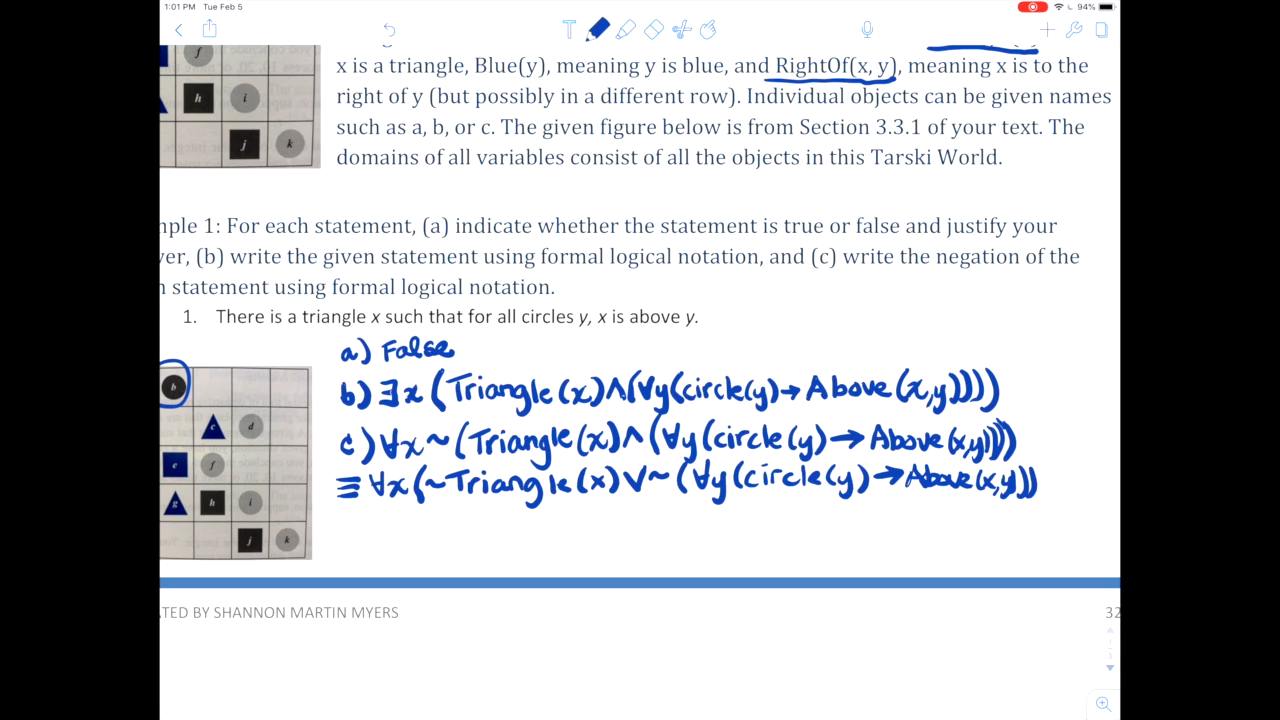 1:01 PM Tue Feb 5
94%
T
x is a triangle, Blue(y), meaning y is blue, and RightOf(x, y), meaning x is to the
right of y (but possibly in a different row). Individual objects can be given names
such as a, b, or c. The given figure below is from Section 3.3.1 of your text. The
domains of all variables consist of all the objects in this Tarski World.
f
h i
j k
mple 1: For each statement, (a) indicate whether the statement is true or false and justify your
ver, (b) write the given statement using formal logical notation, and (c) write the negation of the
n statement using formal logical notation.
1. There is a triangle x such that for all circles y, x is above y.
a) False
b) ∃x (Triangle(x)∧(∀y(circle(y)→Above(x,y))))
c) ∀x ~(Triangle(x)∧(∀y(circle(y)→Above(x,y))))
≡ ∀x(~Triangle(x)∨~(∀y(circle(y)→Above(x,y)))
b
c d
e f
g h i
j k
TED BY SHANNON MARTIN MYERS
32